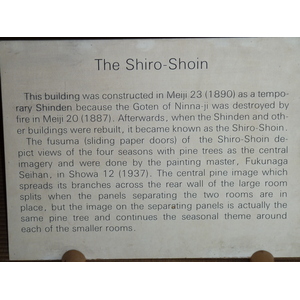 The Shiro-Shoin
This building was constructed in Meiji 23 (1890) as a tempo-
rary Shinden because the Goten of Ninna-ji was destroyed by
fire in Meiji 20 (1887). Afterwards, when the Shinden and oth-
er buildings were rebuilt, it became known as the Shiro-Shoin.
The fusuma (sliding paper doors) of the Shiro-Shoin de-
pict views of the four seasons with pine trees as the central
imagery and were done by the painting master, Fukunaga
Seihan, in Showa 12 (1937). The central pine image which
spreads its branches across the rear wall of the large room
splits when the panels separating the two rooms are in
place, but the image on the separating panels is actually the
same pine tree and continues the seasonal theme around
each of the smaller rooms.